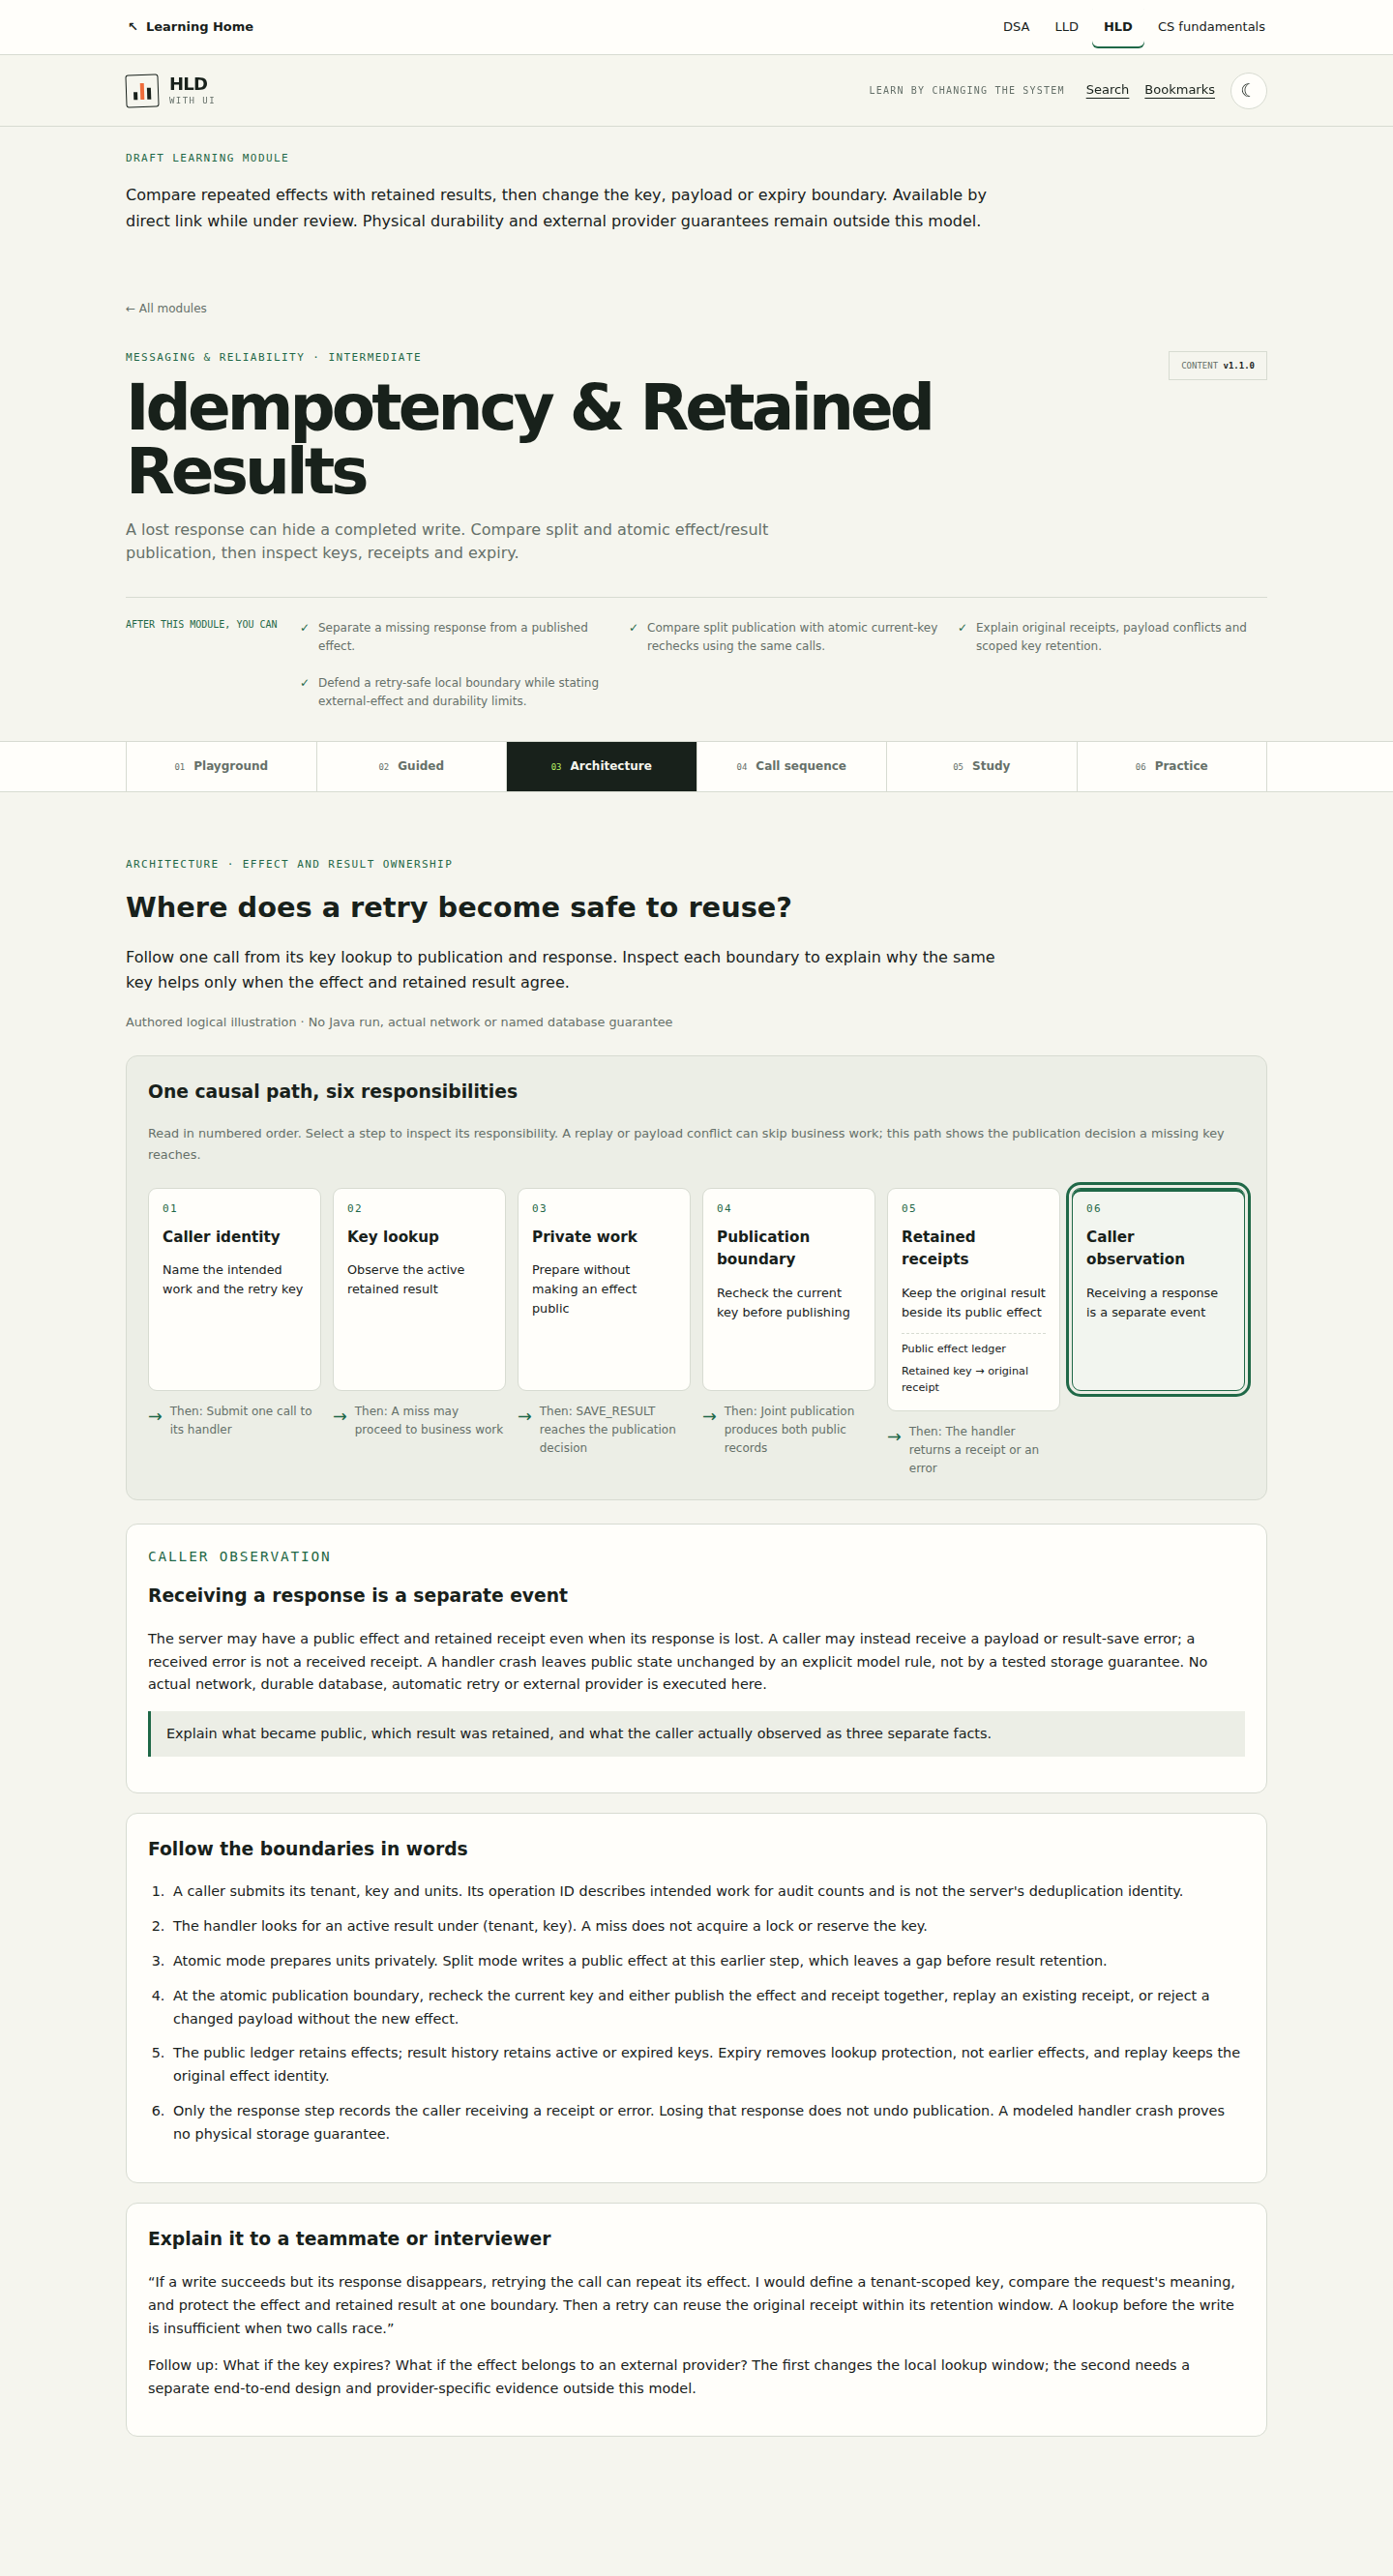 ↖ Learning Home
DSA LLD HLD CS fundamentals
HLD
WITH UI
LEARN BY CHANGING THE SYSTEM Search Bookmarks ☾
DRAFT LEARNING MODULE
Compare repeated effects with retained results, then change the key, payload or expiry boundary. Available by
direct link while under review. Physical durability and external provider guarantees remain outside this model.
← All modules
MESSAGING & RELIABILITY · INTERMEDIATE
CONTENT v1.1.0
Idempotency & Retained
Results
A lost response can hide a completed write. Compare split and atomic effect/result
publication, then inspect keys, receipts and expiry.
AFTER THIS MODULE, YOU CAN
✓ Separate a missing response from a published
effect.
✓ Compare split publication with atomic current-key
rechecks using the same calls.
✓ Explain original receipts, payload conflicts and
scoped key retention.
✓ Defend a retry-safe local boundary while stating
external-effect and durability limits.
01 Playground
02 Guided
03 Architecture
04 Call sequence
05 Study
06 Practice
ARCHITECTURE · EFFECT AND RESULT OWNERSHIP
Where does a retry become safe to reuse?
Follow one call from its key lookup to publication and response. Inspect each boundary to explain why the same
key helps only when the effect and retained result agree.
Authored logical illustration · No Java run, actual network or named database guarantee
One causal path, six responsibilities
Read in numbered order. Select a step to inspect its responsibility. A replay or payload conflict can skip business work; this path shows the publication decision a missing key
reaches.
01
Caller identity
Name the intended
work and the retry key
→ Then: Submit one call to
its handler
02
Key lookup
Observe the active
retained result
→ Then: A miss may
proceed to business work
03
Private work
Prepare without
making an effect
public
→ Then: SAVE_RESULT
reaches the publication
decision
04
Publication
boundary
Recheck the current
key before publishing
→ Then: Joint publication
produces both public
records
05
Retained
receipts
Keep the original result
beside its public effect
Public effect ledger
Retained key → original
receipt
→ Then: The handler
returns a receipt or an
error
06
Caller
observation
Receiving a response
is a separate event
CALLER OBSERVATION
Receiving a response is a separate event
The server may have a public effect and retained receipt even when its response is lost. A caller may instead receive a payload or result-save error; a
received error is not a received receipt. A handler crash leaves public state unchanged by an explicit model rule, not by a tested storage guarantee. No
actual network, durable database, automatic retry or external provider is executed here.
Explain what became public, which result was retained, and what the caller actually observed as three separate facts.
Follow the boundaries in words
1. A caller submits its tenant, key and units. Its operation ID describes intended work for audit counts and is not the server's deduplication identity.
2. The handler looks for an active result under (tenant, key). A miss does not acquire a lock or reserve the key.
3. Atomic mode prepares units privately. Split mode writes a public effect at this earlier step, which leaves a gap before result retention.
4. At the atomic publication boundary, recheck the current key and either publish the effect and receipt together, replay an existing receipt, or reject a
changed payload without the new effect.
5. The public ledger retains effects; result history retains active or expired keys. Expiry removes lookup protection, not earlier effects, and replay keeps the
original effect identity.
6. Only the response step records the caller receiving a receipt or error. Losing that response does not undo publication. A modeled handler crash proves
no physical storage guarantee.
Explain it to a teammate or interviewer
“If a write succeeds but its response disappears, retrying the call can repeat its effect. I would define a tenant-scoped key, compare the request's meaning,
and protect the effect and retained result at one boundary. Then a retry can reuse the original receipt within its retention window. A lookup before the write
is insufficient when two calls race.”
Follow up: What if the key expires? What if the effect belongs to an external provider? The first changes the local lookup window; the second needs a
separate end-to-end design and provider-specific evidence outside this model.